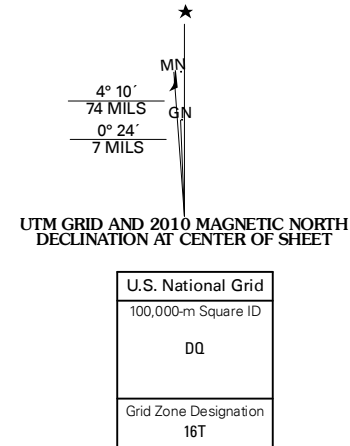 MN
4° 10´
74 MILS
GN
0° 24´
7 MILS
UTM GRID AND 2010 MAGNETIC NORTH
DECLINATION AT CENTER OF SHEET
U.S. National Grid
100,000-m Square ID
DQ
Grid Zone Designation
16T